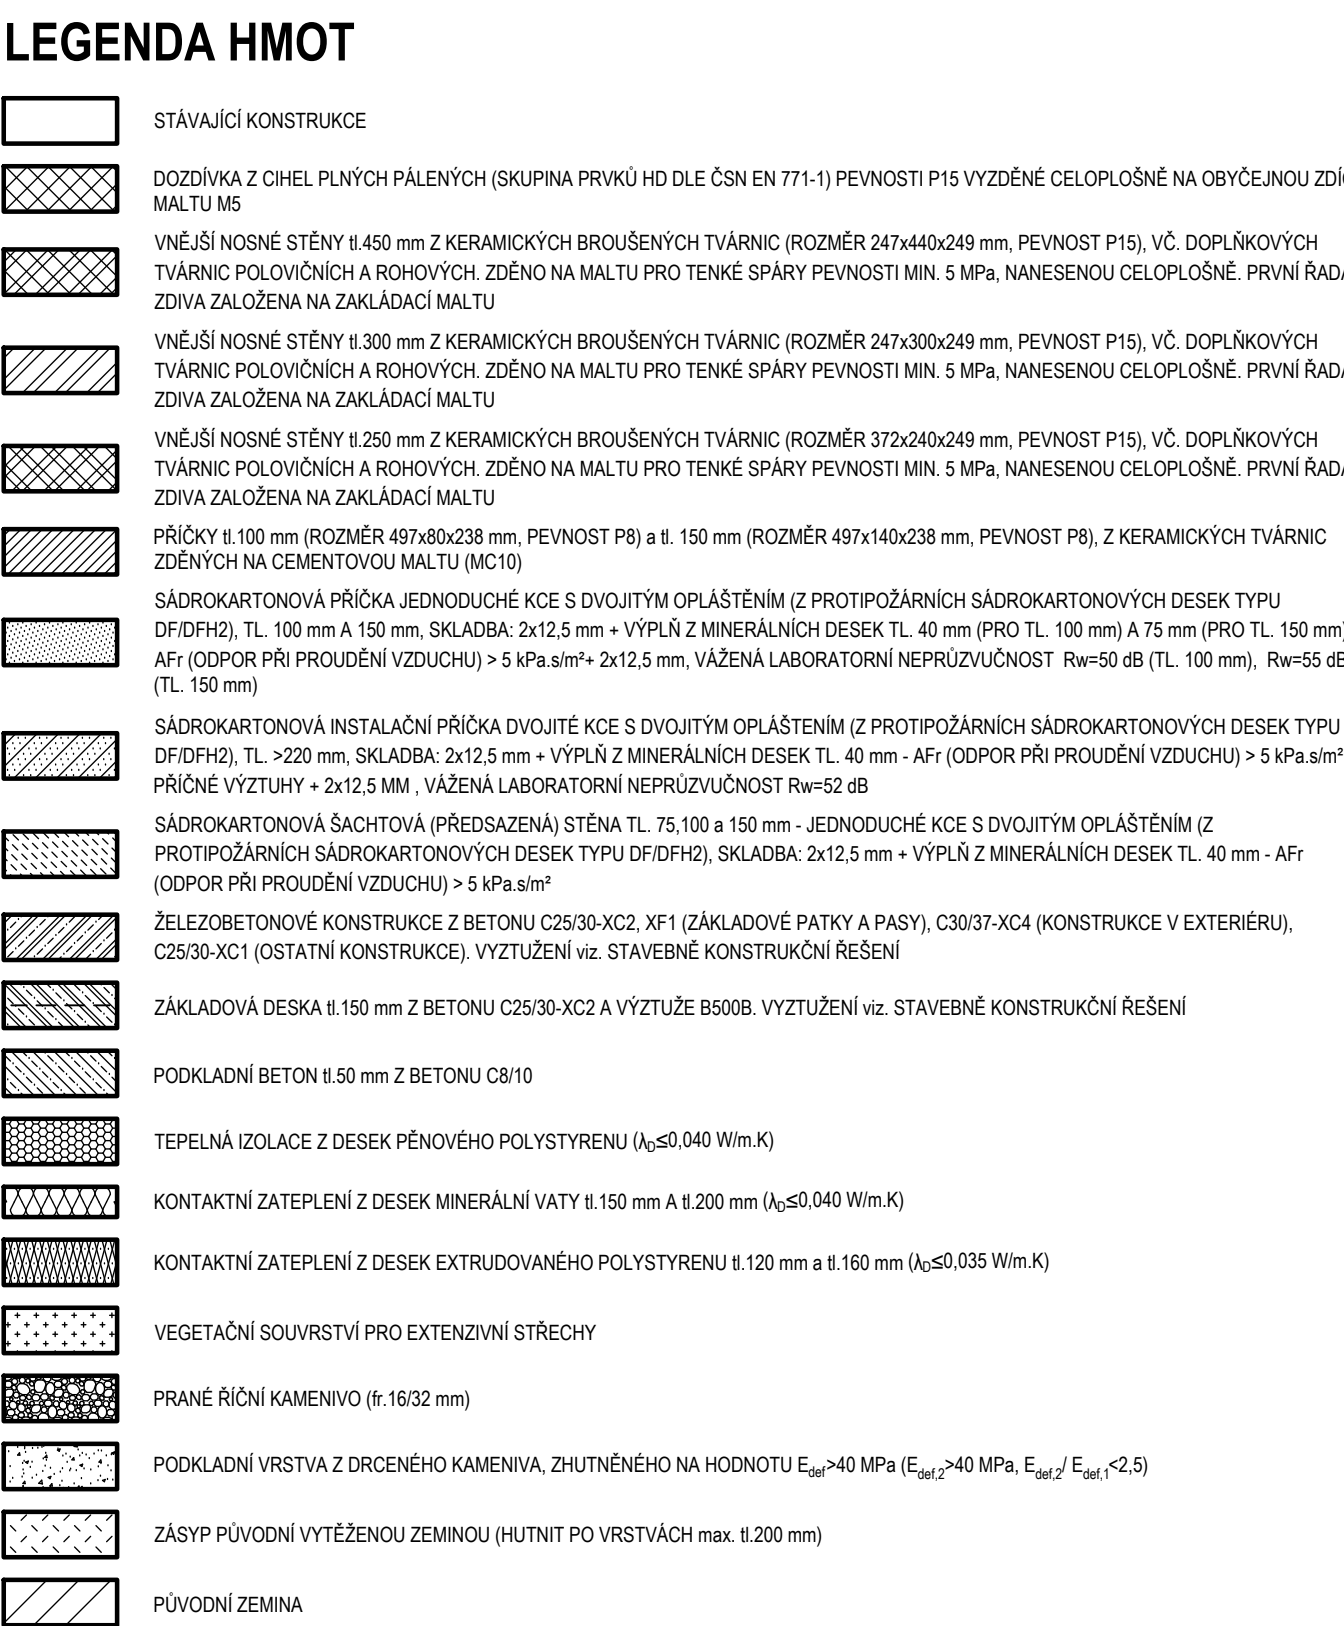 LEGENDA HMOT
STÁVAJÍCÍ KONSTRUKCE
DOZDÍVKA Z CIHEL PLNÝCH PÁLENÝCH (SKUPINA PRVKŮ HD DLE ČSN EN 771-1) PEVNOSTI P15 VYZDĚNÉ CELOPLOŠNĚ NA OBYČEJNOU
MALTU M5
VNĚJŠÍ NOSNÉ STĚNY tl.450 mm Z KERAMICKÝCH BROUŠENÝCH TVÁRNIC (ROZMĚR 247x440x249 mm, PEVNOST P15), VČ. DOPLŇKOVÝCH
TVÁRNIC POLOVIČNÍCH A ROHOVÝCH. ZDĚNO NA MALTU PRO TENKÉ SPÁRY PEVNOSTI MIN. 5 MPa, NANESENOU CELOPLOŠNĚ. PRVNÍ ŘADA
ZDIVA ZALOŽENA NA ZAKLÁDACÍ MALTU
VNĚJŠÍ NOSNÉ STĚNY tl.300 mm Z KERAMICKÝCH BROUŠENÝCH TVÁRNIC (ROZMĚR 247x300x249 mm, PEVNOST P15), VČ. DOPLŇKOVÝCH
TVÁRNIC POLOVIČNÍCH A ROHOVÝCH. ZDĚNO NA MALTU PRO TENKÉ SPÁRY PEVNOSTI MIN. 5 MPa, NANESENOU CELOPLOŠNĚ. PRVNÍ ŘADA
ZDIVA ZALOŽENA NA ZAKLÁDACÍ MALTU
VNĚJŠÍ NOSNÉ STĚNY tl.250 mm Z KERAMICKÝCH BROUŠENÝCH TVÁRNIC (ROZMĚR 372x240x249 mm, PEVNOST P15), VČ. DOPLŇKOVÝCH
TVÁRNIC POLOVIČNÍCH A ROHOVÝCH. ZDĚNO NA MALTU PRO TENKÉ SPÁRY PEVNOSTI MIN. 5 MPa, NANESENOU CELOPLOŠNĚ. PRVNÍ ŘADA
ZDIVA ZALOŽENA NA ZAKLÁDACÍ MALTU
PŘÍČKY tl.100 mm (ROZMĚR 497x80x238 mm, PEVNOST P8) a tl. 150 mm (ROZMĚR 497x140x238 mm, PEVNOST P8), Z KERAMICKÝCH TVÁRNIC
ZDĚNÝCH NA CEMENTOVOU MALTU (MC10)
SÁDROKARTONOVÁ PŘÍČKA JEDNODUCHÉ KCE S DVOJITÝM OPLÁŠTĚNÍM (Z PROTIPOŽÁRNÍCH SÁDROKARTONOVÝCH DESEK TYPU
DF/DFH2), TL. 100 mm A 150 mm, SKLADBA: 2x12,5 mm + VÝPLŇ Z MINERÁLNÍCH DESEK TL. 40 mm (PRO TL. 100 mm) A 75 mm (PRO TL. 150 mm)
AFr (ODPOR PŘI PROUDĚNÍ VZDUCHU) > 5 kPa.s/m²+ 2x12,5 mm, VÁŽENÁ LABORATORNÍ NEPRŮZVUČNOST Rw=50 dB (TL. 100 mm), Rw=55 dB
(TL. 150 mm)
SÁDROKARTONOVÁ INSTALAČNÍ PŘÍČKA DVOJITÉ KCE S DVOJITÝM OPLÁŠTENÍM (Z PROTIPOŽÁRNÍCH SÁDROKARTONOVÝCH DESEK TYPU
DF/DFH2), TL. >220 mm, SKLADBA: 2x12,5 mm + VÝPLŇ Z MINERÁLNÍCH DESEK TL. 40 mm - AFr (ODPOR PŘI PROUDĚNÍ VZDUCHU) > 5 kPa.s/m²
PŘÍČNÉ VÝZTUHY + 2x12,5 MM , VÁŽENÁ LABORATORNÍ NEPRŮZVUČNOST Rw=52 dB
SÁDROKARTONOVÁ ŠACHTOVÁ (PŘEDSAZENÁ) STĚNA TL. 75,100 a 150 mm - JEDNODUCHÉ KCE S DVOJITÝM OPLÁŠTĚNÍM (Z
PROTIPOŽÁRNÍCH SÁDROKARTONOVÝCH DESEK TYPU DF/DFH2), SKLADBA: 2x12,5 mm + VÝPLŇ Z MINERÁLNÍCH DESEK TL. 40 mm - AFr
(ODPOR PŘI PROUDĚNÍ VZDUCHU) > 5 kPa.s/m²
ŽELEZOBETONOVÉ KONSTRUKCE Z BETONU C25/30-XC2, XF1 (ZÁKLADOVÉ PATKY A PASY), C30/37-XC4 (KONSTRUKCE V EXTERIÉRU),
C25/30-XC1 (OSTATNÍ KONSTRUKCE). VYZTUŽENÍ viz. STAVEBNĚ KONSTRUKČNÍ ŘEŠENÍ
ZÁKLADOVÁ DESKA tl.150 mm Z BETONU C25/30-XC2 A VÝZTUŽE B500B. VYZTUŽENÍ viz. STAVEBNĚ KONSTRUKČNÍ ŘEŠENÍ
PODKLADNÍ BETON tl.50 mm Z BETONU C8/10
TEPELNÁ IZOLACE Z DESEK PĚNOVÉHO POLYSTYRENU (λD≤0,040 W/m.K)
KONTAKTNÍ ZATEPLENÍ Z DESEK MINERÁLNÍ VATY tl.150 mm A tl.200 mm (λD≤0,040 W/m.K)
KONTAKTNÍ ZATEPLENÍ Z DESEK EXTRUDOVANÉHO POLYSTYRENU tl.120 mm a tl.160 mm (λD≤0,035 W/m.K)
VEGETAČNÍ SOUVRSTVÍ PRO EXTENZIVNÍ STŘECHY
PRANÉ ŘÍČNÍ KAMENIVO (fr.16/32 mm)
PODKLADNÍ VRSTVA Z DRCENÉHO KAMENIVA, ZHUTNĚNÉHO NA HODNOTU Edef>40 MPa (Edef,2>40 MPa, Edef,2/ Edef,1<2,5)
ZÁSYP PŮVODNÍ VYTĚŽENOU ZEMINOU (HUTNIT PO VRSTVÁCH max. tl.200 mm)
PŮVODNÍ ZEMINA